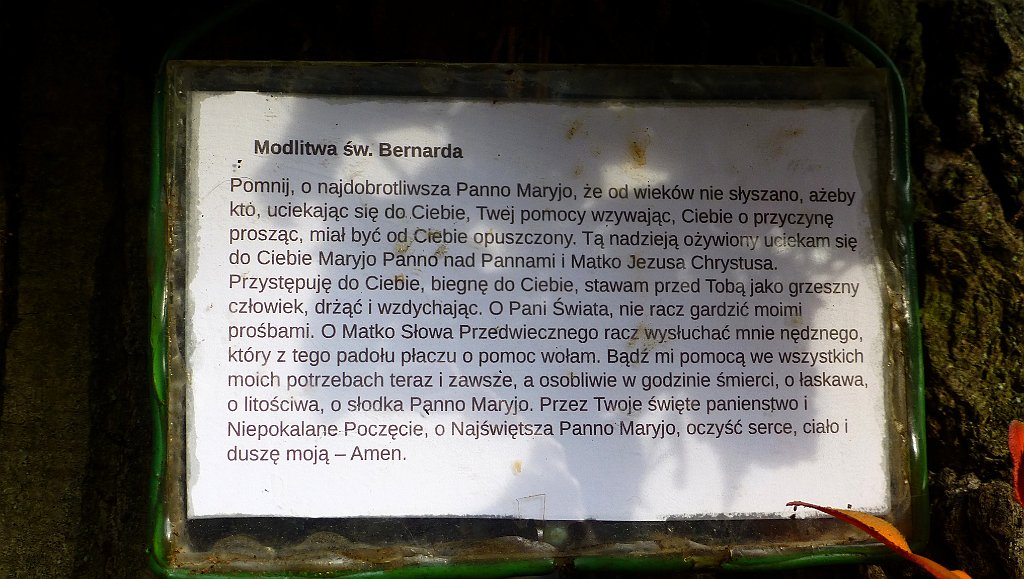 Modlitwa św. Bernarda
Pomnij, o najdobrotliwsza Panno Maryjo, że od wieków nie słyszano, ażeby
kto, uciekając się do Ciebie, Twej pomocy wzywając, Ciebie o przyczynę
prosząc, miał być od Ciebie opuszczony. Tą nadzieją ożywiony uciekam się
do Ciebie Maryjo Panno nad Pannami i Matko Jezusa Chrystusa.
Przystępuję do Ciebie, biegnę do Ciebie, stawam przed Tobą jako grzeszny
człowiek, drżąć i wzdychając. O Pani Świata, nie racz gardzić moimi
prośbami. O Matko Słowa Przedwiecznego racz wysłuchać mnie nędznego,
który z tego padołu płaczu o pomoc wołam. Bądź mi pomocą we wszystkich
moich potrzebach teraz i zawsze, a osobliwie w godzinie śmierci, o łaskawa,
o litościwa, o słodka Panno Maryjo. Przez Twoje święte panieństwo i
Niepokalane Poczęcie, o Najświętsza Panno Maryjo, oczyść serce, ciało i
duszę moją – Amen.